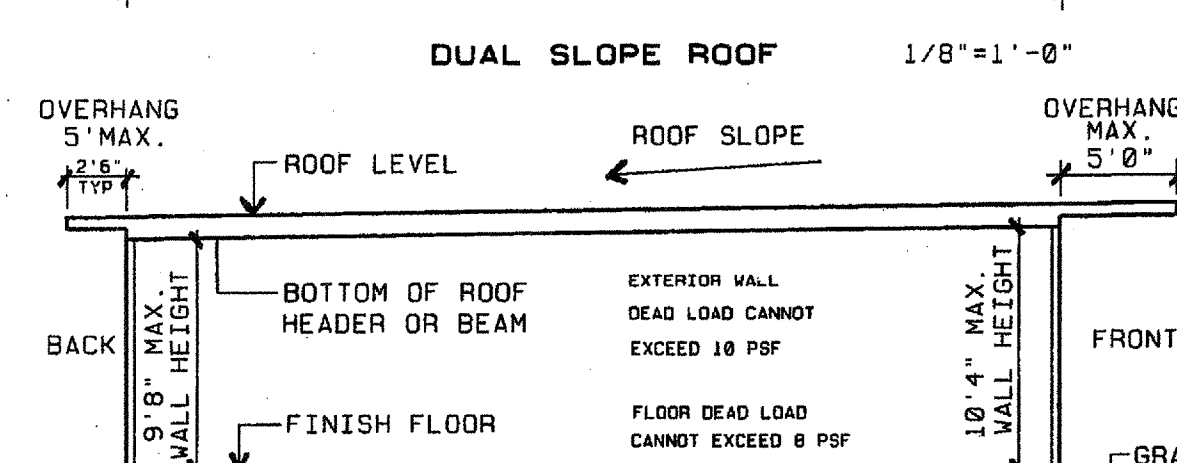 DUAL SLOPE ROOF
1/8"=1'-0"
OVERHANG
5'MAX.
2'6"
TYP
ROOF LEVEL
ROOF SLOPE
OVERHANG
MAX.
5'0"
BACK
9'8" MAX.
WALL HEIGHT
BOTTOM OF ROOF
HEADER OR BEAM
FINISH FLOOR
EXTERIOR WALL
DEAD LOAD CANNOT
EXCEED 10 PSF
FLOOR DEAD LOAD
CANNOT EXCEED 8 PSF
10'4" MAX.
WALL HEIGHT
FRONT
GRA